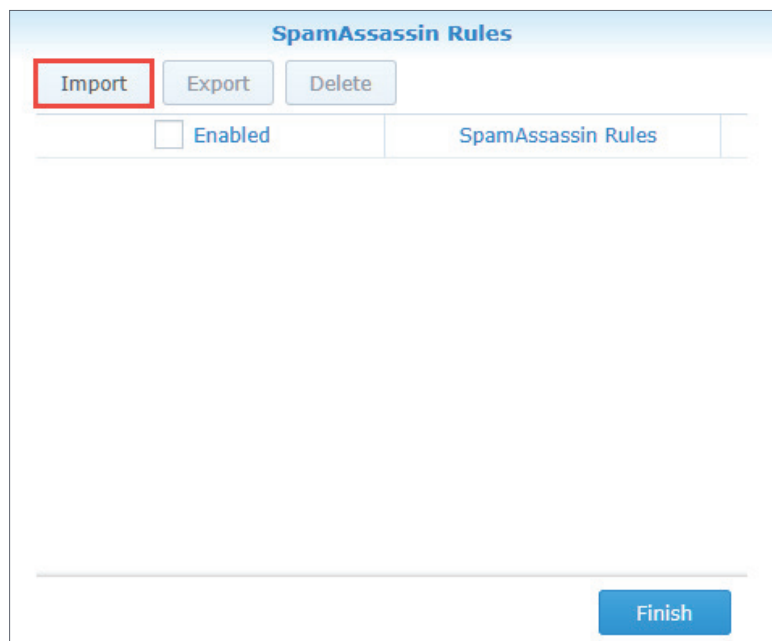 SpamAssassin Rules
Import Export Delete
Enabled SpamAssassin Rules
Finish